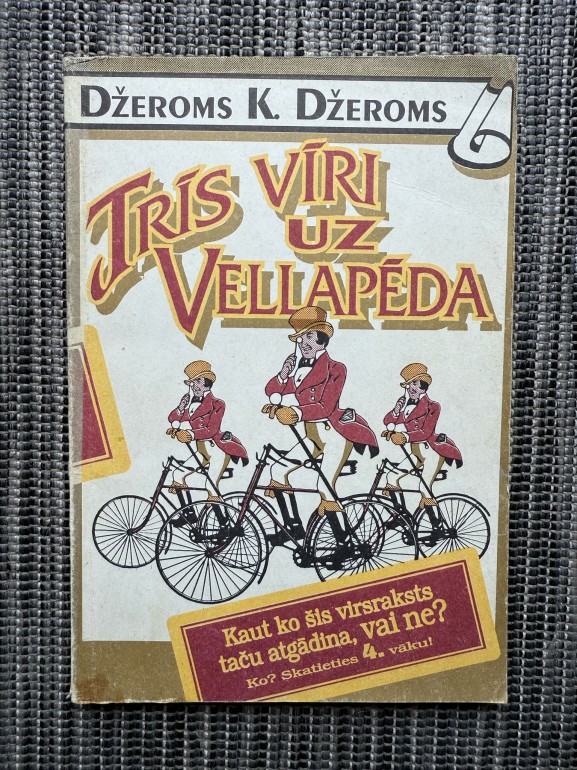 DŽEROMS K. DŽEROMS
TRĪS VĪRI
UZ
VELLAPĒDA
Kaut ko šis virsraksts
taču atgādina, vai ne?
Ko? Skatieties 4. vāku!